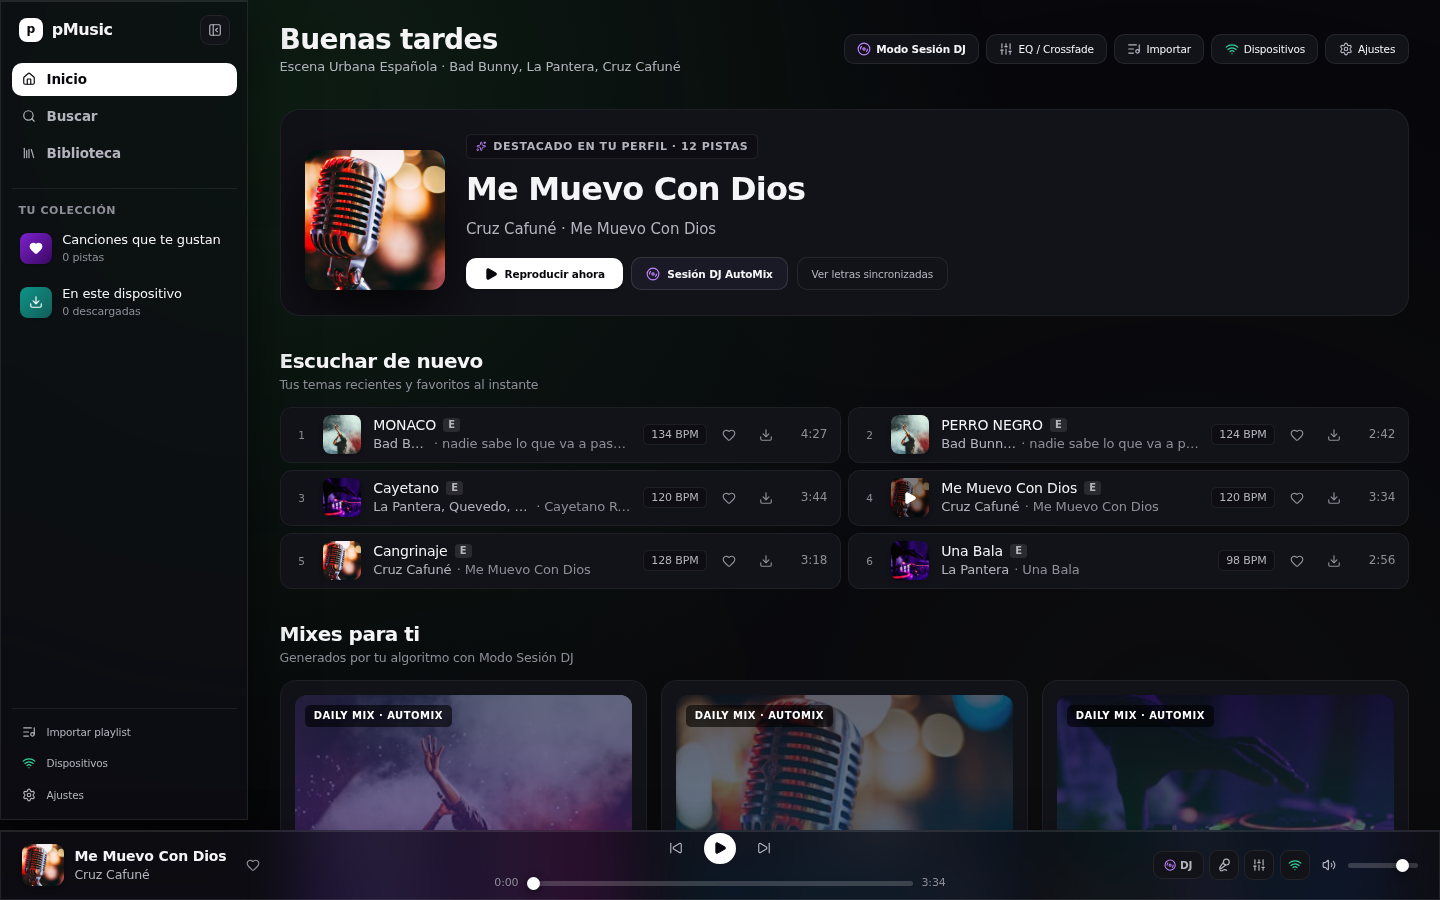 p pMusic
Inicio
Buscar
Biblioteca
TU COLECCIÓN
Canciones que te gustan
0 pistas
En este dispositivo
0 descargadas
Importar playlist
Dispositivos
Ajustes
Buenas tardes
Escena Urbana Española · Bad Bunny, La Pantera, Cruz Cafuné
Modo Sesión DJ
EQ / Crossfade
Importar
Dispositivos
Ajustes
DESTACADO EN TU PERFIL · 12 PISTAS
Me Muevo Con Dios
Cruz Cafuné · Me Muevo Con Dios
Reproducir ahora
Sesión DJ AutoMix
Ver letras sincronizadas
Escuchar de nuevo
Tus temas recientes y favoritos al instante
1 MONACO E
Bad B... · nadie sabe lo que va a pas...
134 BPM 4:27
2 PERRO NEGRO E
Bad Bunn... · nadie sabe lo que va a p...
124 BPM 2:42
3 Cayetano E
La Pantera, Quevedo, ... · Cayetano R...
120 BPM 3:44
4 Me Muevo Con Dios E
Cruz Cafuné · Me Muevo Con Dios
120 BPM 3:34
5 Cangrinaje E
Cruz Cafuné · Me Muevo Con Dios
128 BPM 3:18
6 Una Bala E
La Pantera · Una Bala
98 BPM 2:56
Mixes para ti
Generados por tu algoritmo con Modo Sesión DJ
DAILY MIX · AUTOMIX
DAILY MIX · AUTOMIX
DAILY MIX · AUTOMIX
Me Muevo Con Dios
Cruz Cafuné
0:00 3:34
DJ